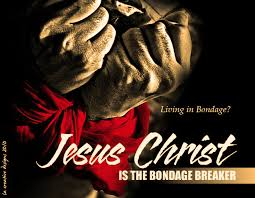 Living in Bondage?
Jesus Christ
IS THE BONDAGE BREAKER